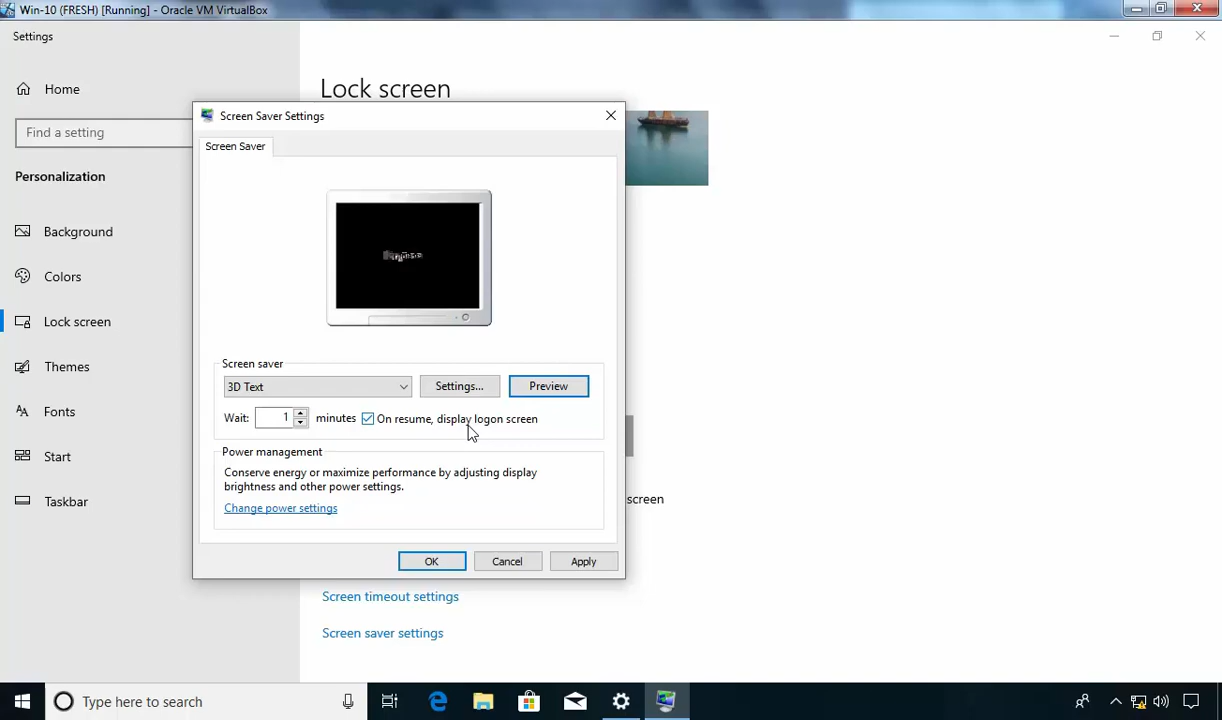 Win-10 (FRESH) [Running] - Oracle VM VirtualBox
Settings
Home
Find a setting
Personalization
Background
Colors
Lock screen
Themes
Fonts
Start
Taskbar
Lock screen
Screen Saver Settings
Screen Saver
Screen saver
3D Text
Settings...
Preview
Wait: 1 minutes On resume, display logon screen
Power management
Conserve energy or maximize performance by adjusting display
brightness and other power settings.
Change power settings
OK
Cancel
Apply
screen
Screen timeout settings
Screen saver settings
Type here to search